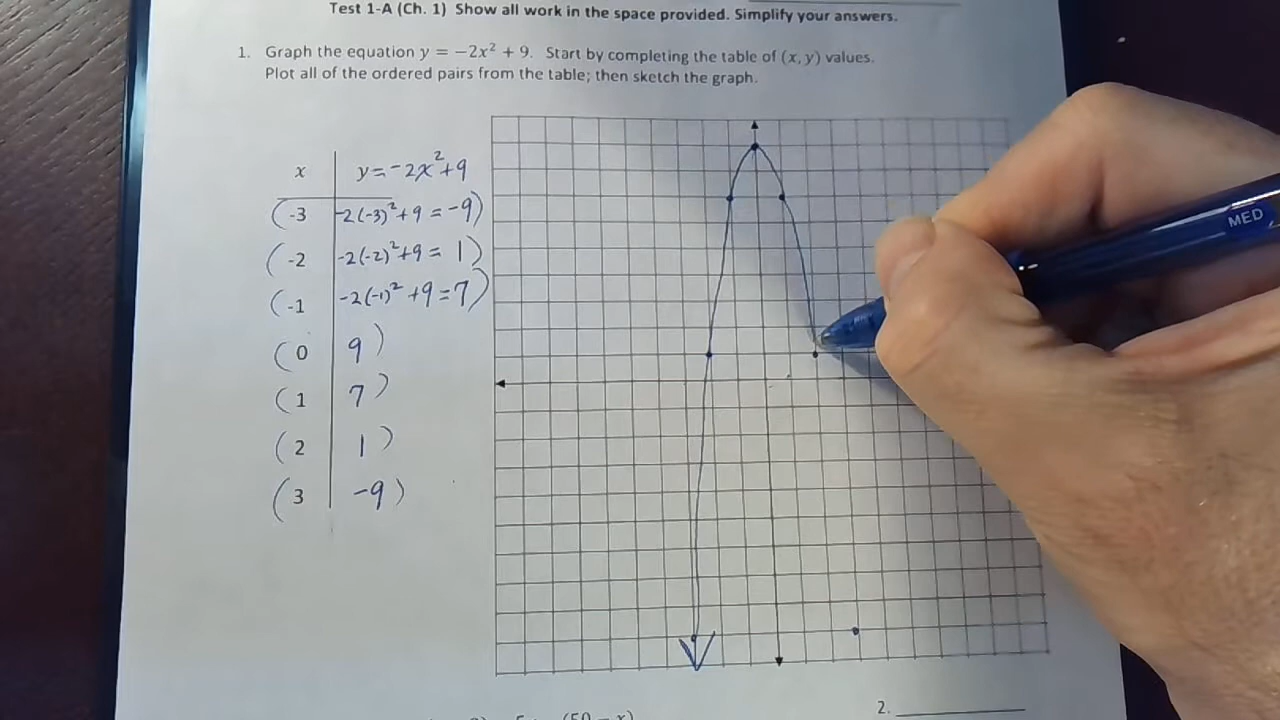 Test 1-A (Ch. 1) Show all work in the space provided. Simplify your answers.
1. Graph the equation y = −2x² + 9. Start by completing the table of (x, y) values.
Plot all of the ordered pairs from the table; then sketch the graph.
x y=-2x²+9
(-3 -2(-3)²+9=-9)
(-2 -2(-2)²+9= 1)
(-1 -2(-1)²+9=7)
(0 9)
(1 7)
(2 1)
(3 -9)
MED
(50 − x)
2.